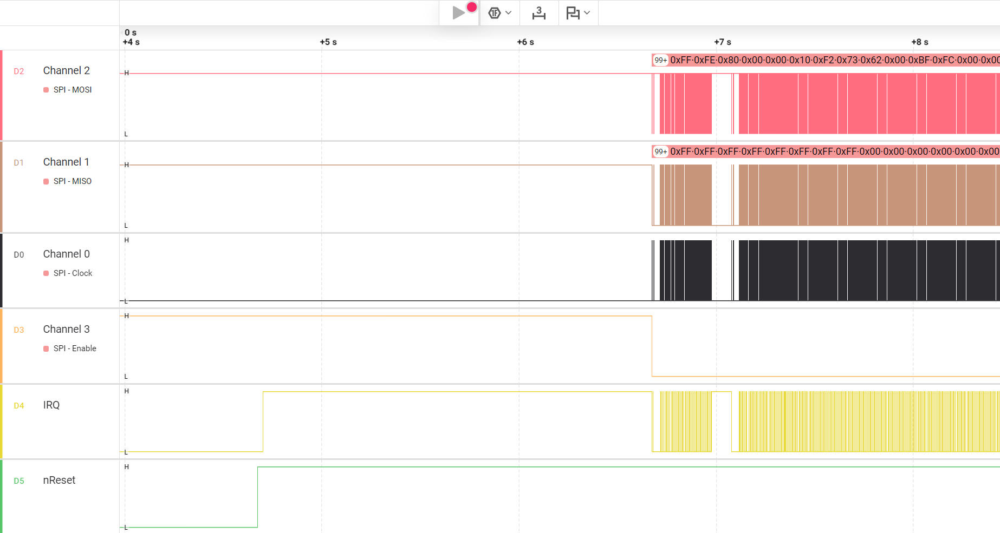 1F 3
0 s
+4 s +5 s +6 s +7 s +8 s
99+ 0xFF·0xFE·0x80·0x00·0x00·0x10·0xF2·0x73·0x62·0x00·0xBF·0xFC·0x00·0x00
D2 Channel 2 H
SPI - MOSI
L
99+ 0xFF·0xFF·0xFF·0xFF·0xFF·0xFF·0xFF·0xFF·0x00·0x00·0x00·0x00·0x00·0x00
D1 Channel 1 H
SPI - MISO
L
H
D0 Channel 0
SPI - Clock
L
H
D3 Channel 3
SPI - Enable
L
H
D4 IRQ
L
H
D5 nReset
L